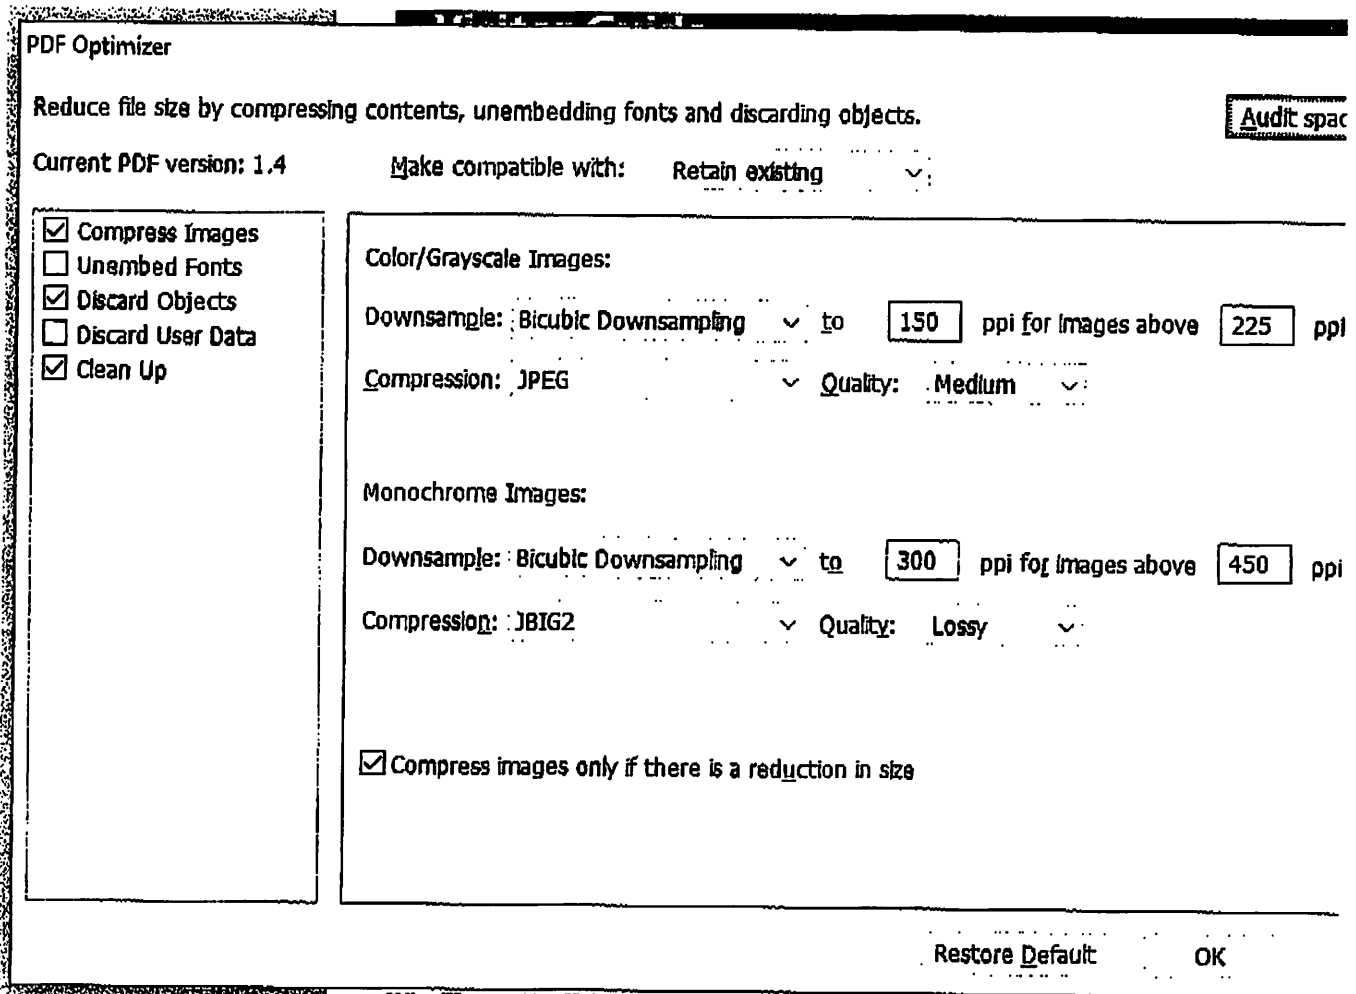 PDF Optimizer
Reduce file size by compressing contents, unembedding fonts and discarding objects.
Audit spac
Current PDF version: 1.4 Make compatible with: Retain existing
Compress Images
Unembed Fonts
Discard Objects
Discard User Data
Clean Up
Color/Grayscale Images:
Downsample: Bicubic Downsampling to 150 ppi for images above 225 ppi
Compression: JPEG Quality: Medium
Monochrome Images:
Downsample: Bicubic Downsampling to 300 ppi for images above 450 ppi
Compression: JBIG2 Quality: Lossy
Compress images only if there is a reduction in size
Restore Default OK